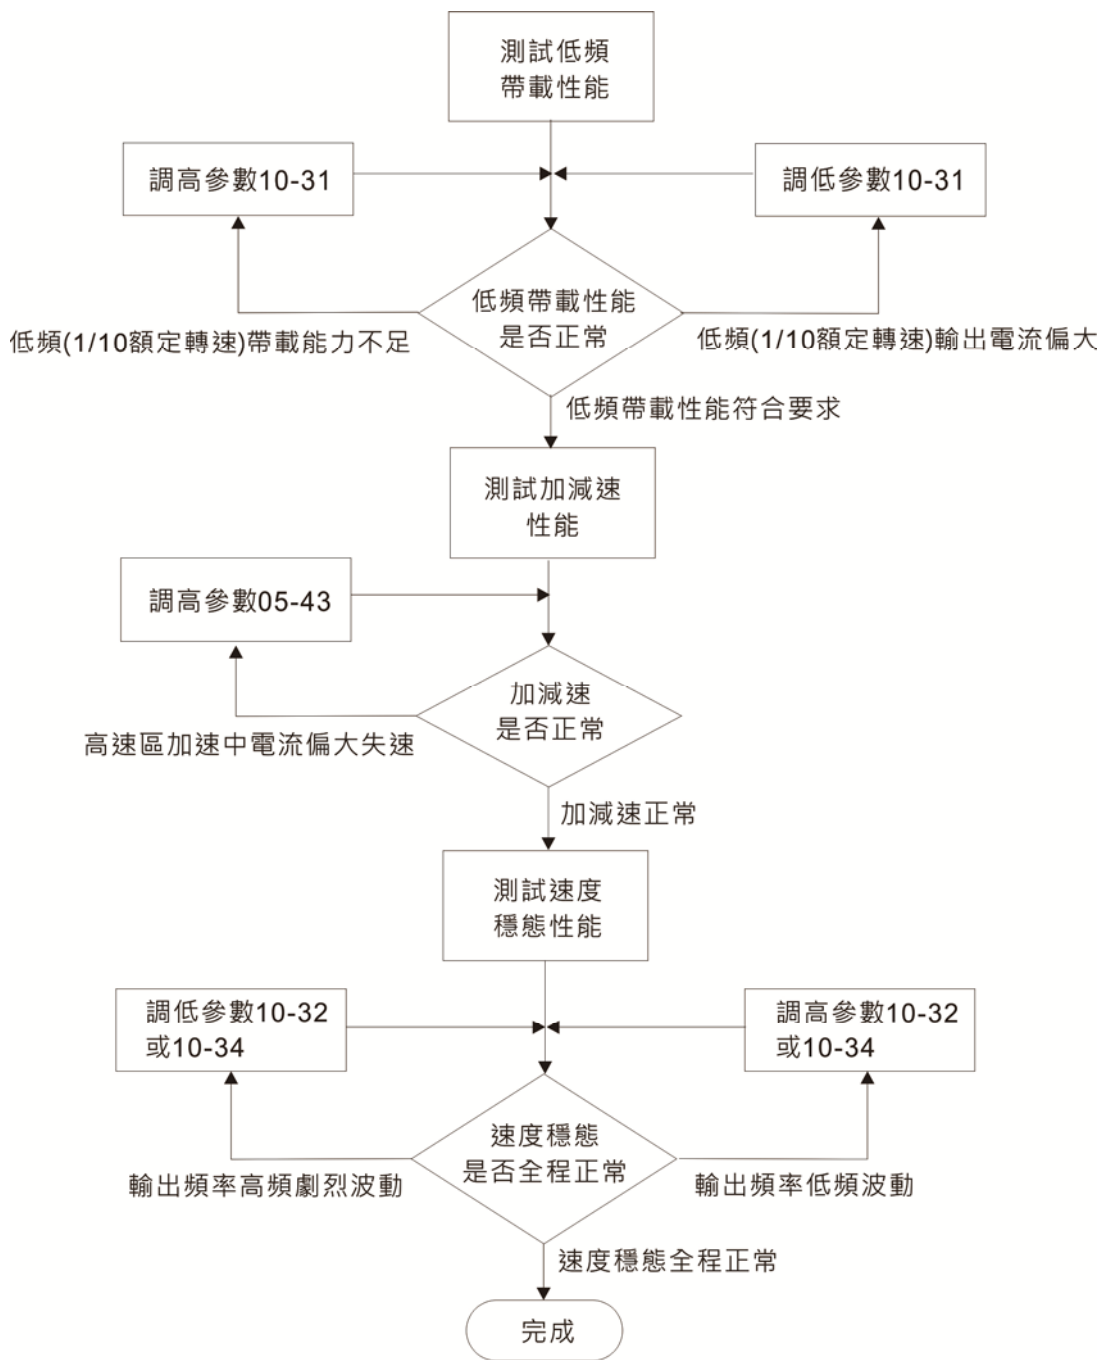 測試低頻
帶載性能
調高參數10-31
調低參數10-31
低頻帶載性能
是否正常
低頻(1/10額定轉速)帶載能力不足
低頻(1/10額定轉速)輸出電流偏大
低頻帶載性能符合要求
測試加減速
性能
調高參數05-43
加減速
是否正常
高速區加速中電流偏大失速
加減速正常
測試速度
穩態性能
調低參數10-32
或10-34
調高參數10-32
或10-34
速度穩態
是否全程正常
輸出頻率高頻劇烈波動
輸出頻率低頻波動
速度穩態全程正常
完成